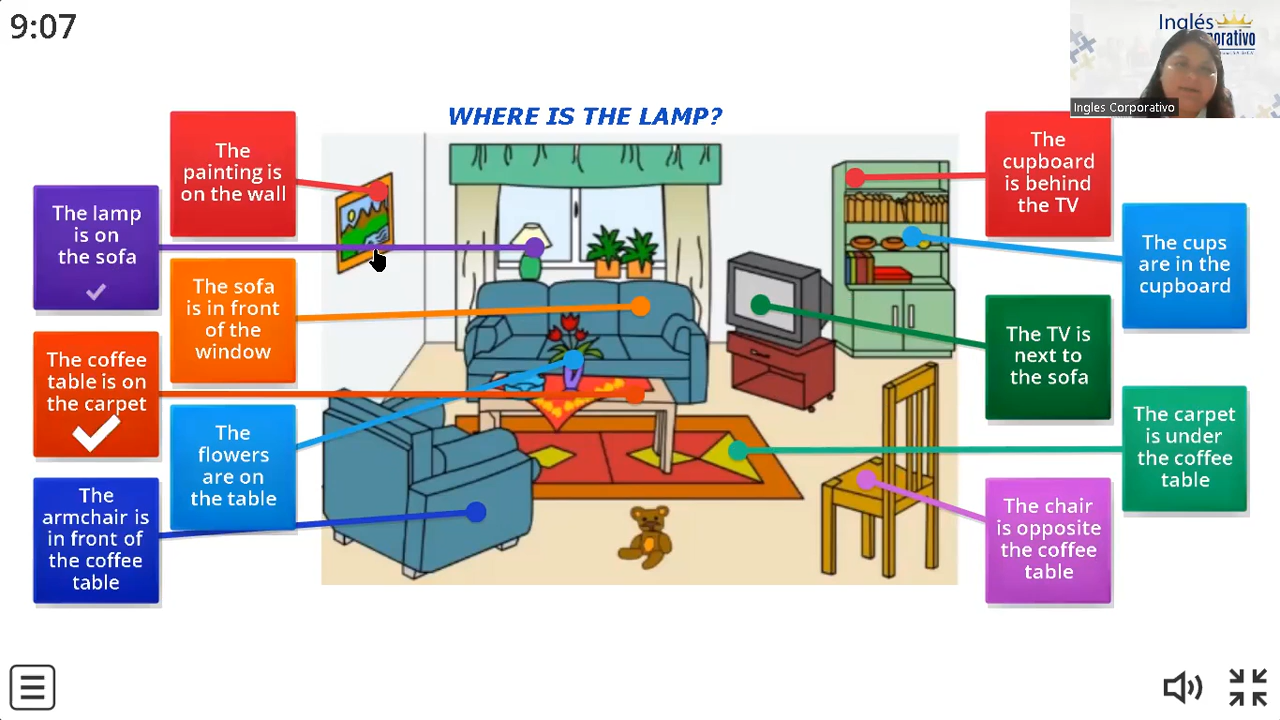 9:07
Inglés
Corporativo
Ingles Corporativo
WHERE IS THE LAMP?
The
painting is
on the wall
The lamp
is on
the sofa
The sofa
is in front
of the
window
The coffee
table is on
the carpet
The
flowers
are on
the table
The
armchair is
in front of
the coffee
table
The
cupboard
is behind
the TV
The cups
are in the
cupboard
The TV is
next to
the sofa
The carpet
is under
the coffee
table
The chair
is opposite
the coffee
table